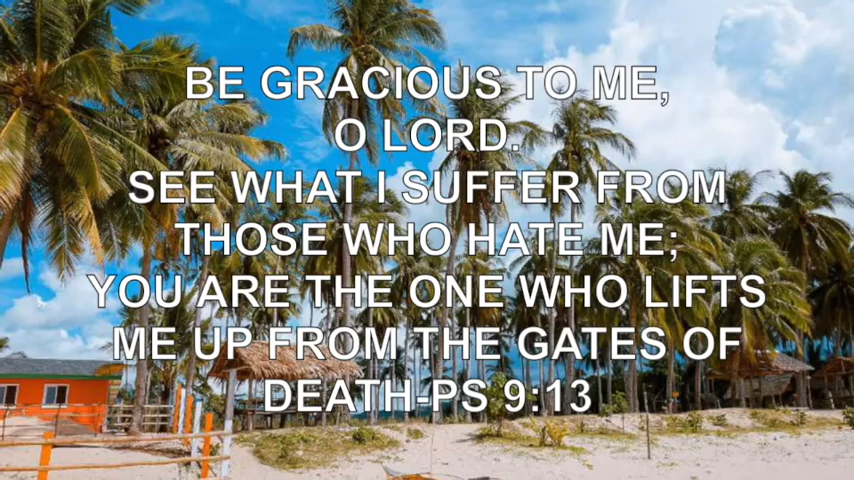 BE GRACIOUS TO ME,
O LORD.
SEE WHAT I SUFFER FROM
THOSE WHO HATE ME;
YOU ARE THE ONE WHO LIFTS
ME UP FROM THE GATES OF
DEATH-PS 9:13